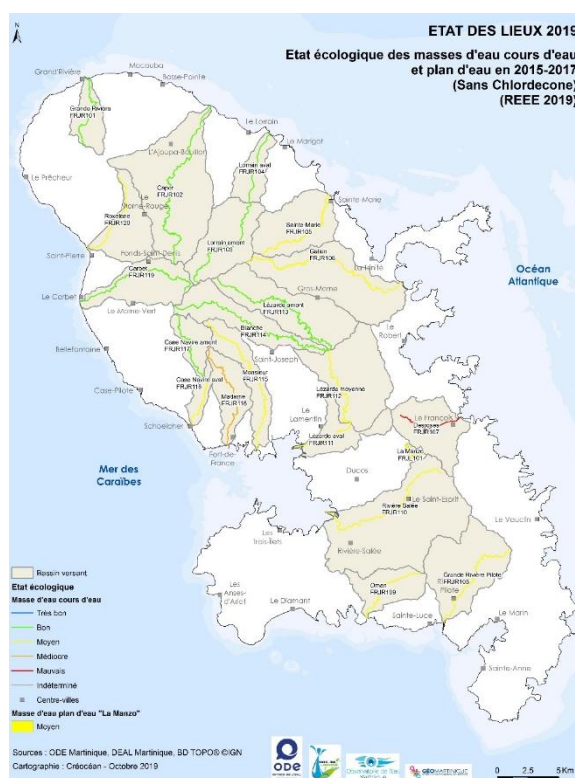 ETAT DES LIEUX 2019
Etat écologique des masses d'eau cours d'eau
et plan d'eau en 2015-2017
(Sans Chlordecone)
(REEE 2019)
N
Macouba
Grand'Rivière
Basse-Pointe
Grande Rivière
FRJR101
Le Lorrain
Le Marigot
L'Ajoupa-Bouillon
Lorrain aval
FRJR104
Le Prêcheur
Capot
FRJR102
Le
Morne-Rouge
Roxelane
FRJR120
Sainte-Marie
Sainte Marie
FRJR105
Lorrain amont
FRJR103
Galion
FRJR106
Saint-Pierre
Fonds-Saint-Denis
La Trinité
Océan
Atlantique
Carbet
FRJR119
Gros-Morne
Le Carbet
Le Morne-Vert
Lézarde amont
FRJR113
Blanche
FRJR114
Le
Robert
Bellefontaine
Case Navire amont
FRJR117
Saint-Joseph
Case Navire aval
FRJR118
Monsieur
FRJR115
Case-Pilote
Madame
FRJR116
Lézarde moyenne
FRJR112
Schoelcher
Le
Lamentin
Le François
Deslaces
FRJR107
Fort-de-
France
Lézarde aval
FRJR111
La Manzo
FRJL101
Mer des
Caraïbes
Ducos
Le Saint-Esprit
Rivière Salée
FRJR110
Le Vauclin
Les
Trois-Ilets
Rivière-Salée
Les
Anses-
d'Arlet
Le Diamant
Oman
FRJR109
Grande Rivière Pilote
FRJR108
Pilote
Sainte-Luce
Le Marin
Sainte-Anne
Bassin versant
Etat écologique
Masse d'eau cours d'eau
Très bon
Bon
Moyen
Médiocre
Mauvais
Indéterminé
Centre-villes
Masse d'eau plan d'eau "La Manzo"
Moyen
Sources : ODE Martinique, DEAL Martinique, BD TOPO® ©IGN
Cartographie : Créocéan - Octobre 2019
ODE
Observatoire de l'Eau
Martinique
GÉOMARTINIQUE
0 2.5 5 Km